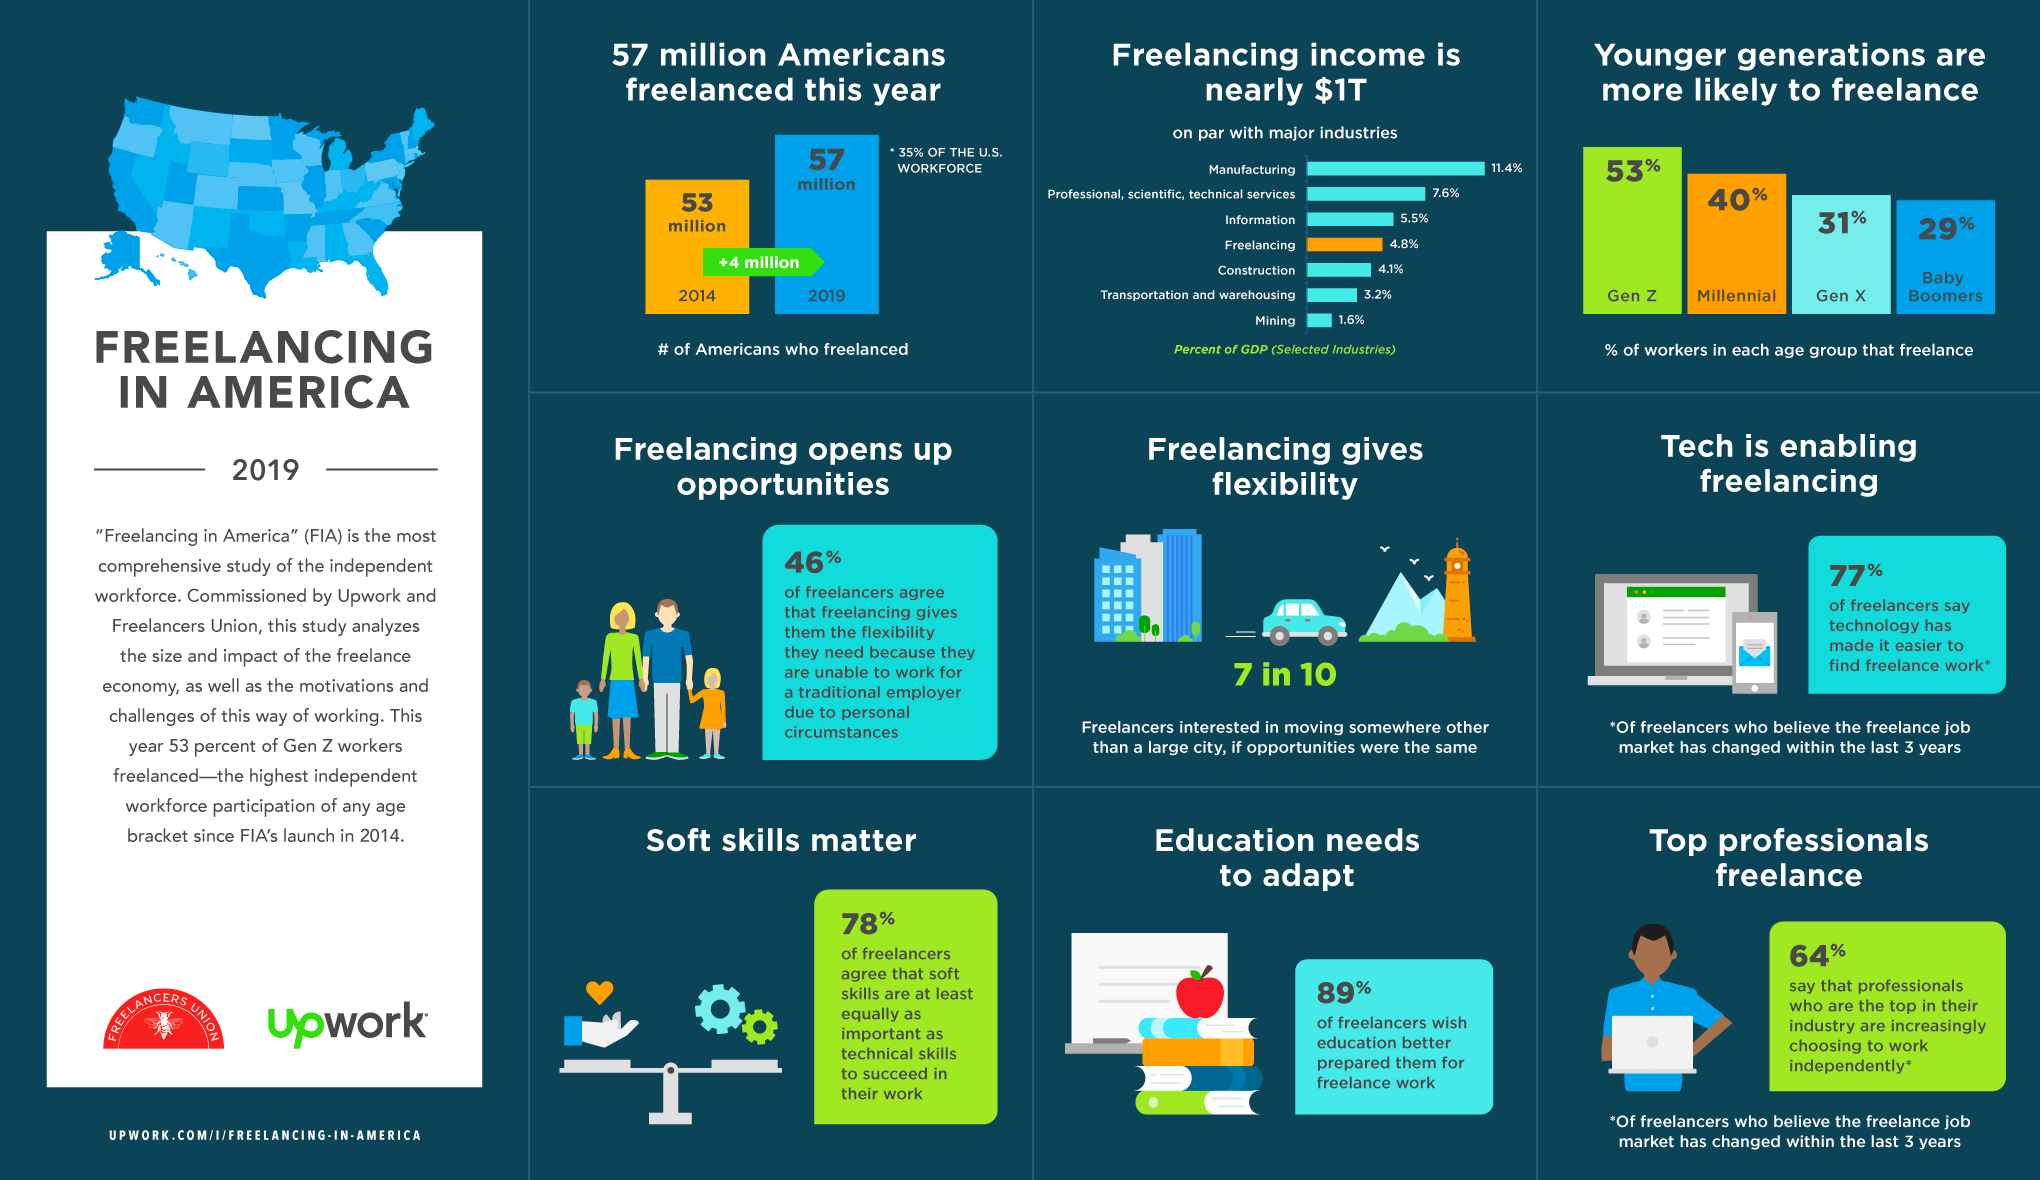 FREELANCING
IN AMERICA
2019
“Freelancing in America” (FIA) is the most
comprehensive study of the independent
workforce. Commissioned by Upwork and
Freelancers Union, this study analyzes
the size and impact of the freelance
economy, as well as the motivations and
challenges of this way of working. This
year 53 percent of Gen Z workers
freelanced—the highest independent
workforce participation of any age
bracket since FIA’s launch in 2014.
FREELANCERS UNION
upwork
UPWORK.COM/I/FREELANCING-IN-AMERICA
57 million Americans
freelanced this year
53
million
2014
+4 million
57
million
2019
* 35% OF THE U.S.
WORKFORCE
# of Americans who freelanced
Freelancing income is
nearly $1T
on par with major industries
Manufacturing 11.4%
Professional, scientific, technical services 7.6%
Information 5.5%
Freelancing 4.8%
Construction 4.1%
Transportation and warehousing 3.2%
Mining 1.6%
Percent of GDP (Selected Industries)
Younger generations are
more likely to freelance
53%
Gen Z
40%
Millennial
31%
Gen X
29%
Baby
Boomers
% of workers in each age group that freelance
Freelancing opens up
opportunities
46%
of freelancers agree
that freelancing gives
them the flexibility
they need because they
are unable to work for
a traditional employer
due to personal
circumstances
Freelancing gives
flexibility
7 in 10
Freelancers interested in moving somewhere other
than a large city, if opportunities were the same
Tech is enabling
freelancing
77%
of freelancers say
technology has
made it easier to
find freelance work*
*Of freelancers who believe the freelance job
market has changed within the last 3 years
Soft skills matter
78%
of freelancers
agree that soft
skills are at least
equally as
important as
technical skills
to succeed in
their work
Education needs
to adapt
89%
of freelancers wish
education better
prepared them for
freelance work
Top professionals
freelance
64%
say that professionals
who are the top in their
industry are increasingly
choosing to work
independently*
*Of freelancers who believe the freelance job
market has changed within the last 3 years